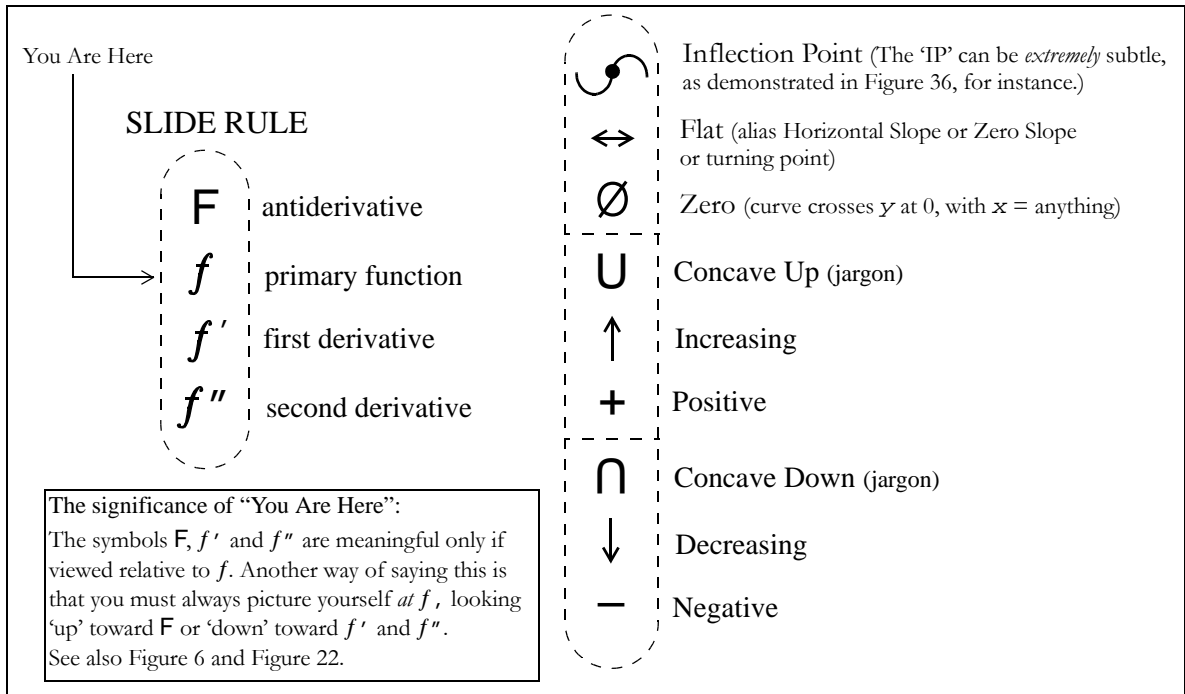 You Are Here
SLIDE RULE
F antiderivative
f primary function
f′ first derivative
f″ second derivative
The significance of “You Are Here”:
The symbols F, f′ and f″ are meaningful only if
viewed relative to f. Another way of saying this is
that you must always picture yourself at f, looking
‘up’ toward F or ‘down’ toward f′ and f″.
See also Figure 6 and Figure 22.
Inflection Point (The ‘IP’ can be extremely subtle,
as demonstrated in Figure 36, for instance.)
↔ Flat (alias Horizontal Slope or Zero Slope
or turning point)
Ø Zero (curve crosses y at 0, with x = anything)
U Concave Up (jargon)
↑ Increasing
+ Positive
∩ Concave Down (jargon)
↓ Decreasing
− Negative